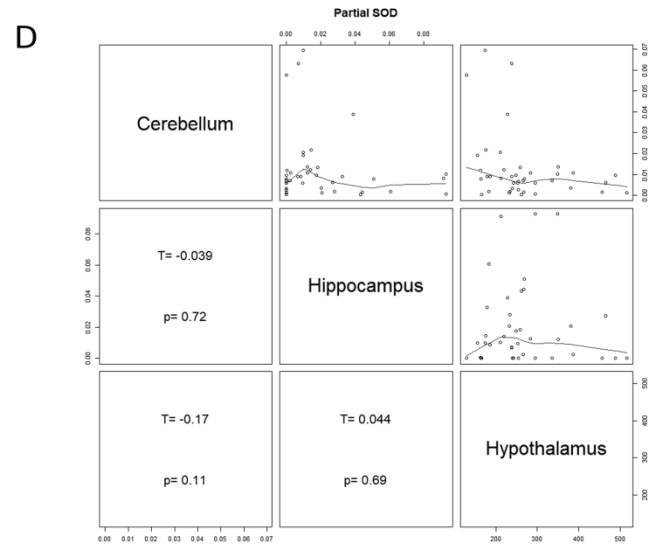 D
Partial SOD
0.00 0.02 0.04 0.06 0.08
Cerebellum
0.00 0.01 0.02 0.03 0.04 0.05 0.06 0.07
0.00 0.02 0.04 0.06 0.08
T= -0.039
p= 0.72
Hippocampus
T= -0.17
p= 0.11
T= 0.044
p= 0.69
Hypothalamus
200 300 400 500
0.00 0.01 0.02 0.03 0.04 0.05 0.06 0.07
200 300 400 500